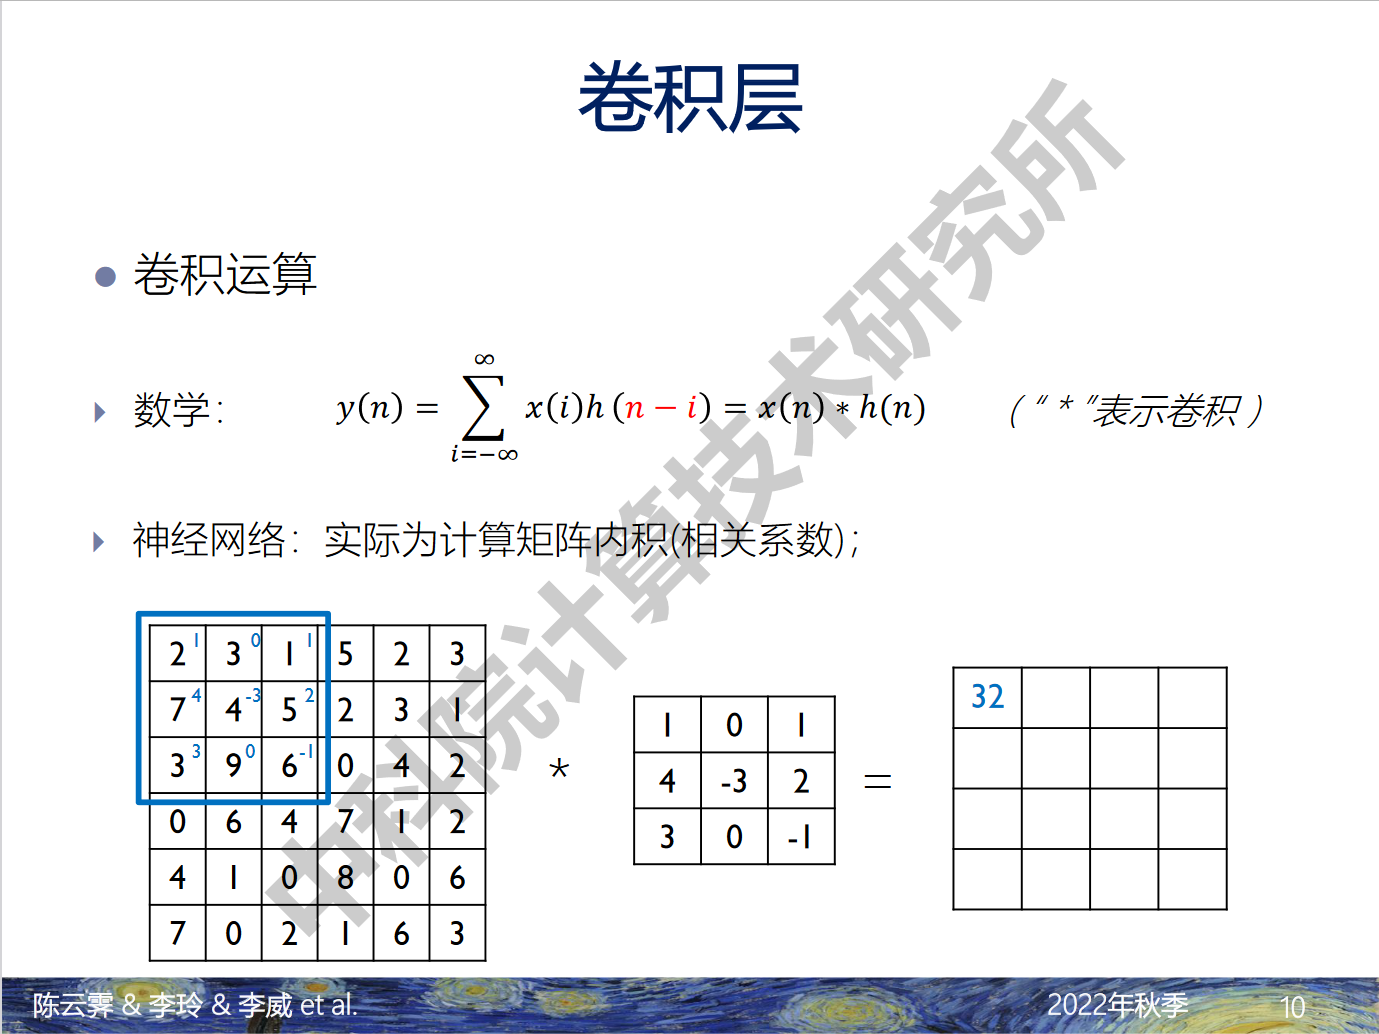 卷积层
卷积运算
数学： y(n) = ∑_{i=−∞}^{∞} x(i)h (n − i) = x(n) ∗ h(n) （“ * ”表示卷积）
神经网络：实际为计算矩阵内积(相关系数)；
2 1 3 0 1 1 5 2 3
7 4 4 -3 5 2 2 3 1
3 3 9 0 6 -1 0 4 2
0 6 4 7 1 2
4 1 0 8 0 6
7 0 2 1 6 3
*
1 0 1
4 -3 2
3 0 -1
=
32
中科院计算技术研究所
陈云霁 & 李玲 & 李威 et al. 2022年秋季 10